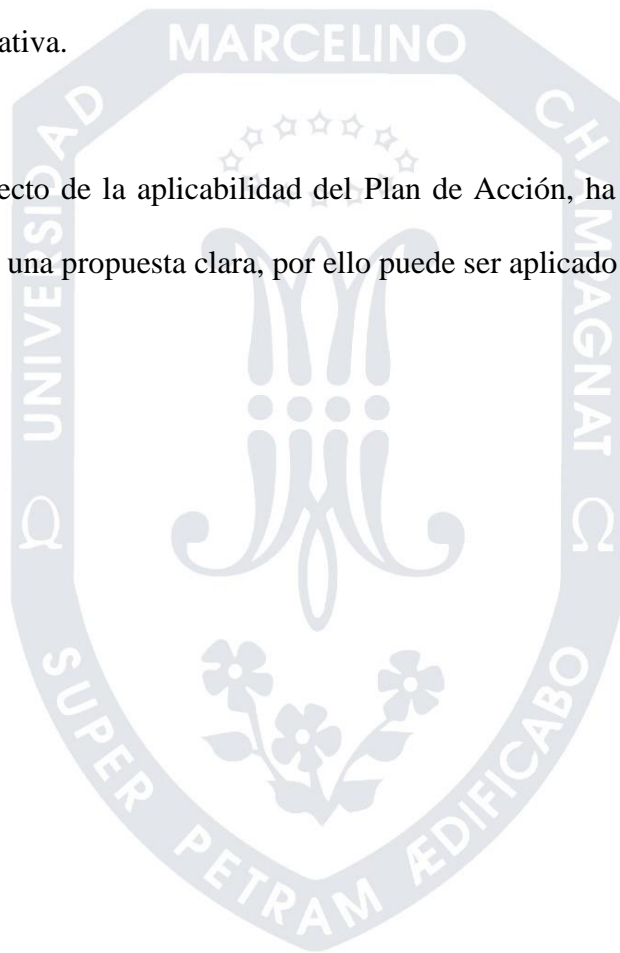 ativa.
MARCELINO
CHAMPAGNAT
UNIVERSIDAD
ecto de la aplicabilidad del Plan de Acción, ha
una propuesta clara, por ello puede ser aplicado
SUPER PETRAM ÆDIFICABO